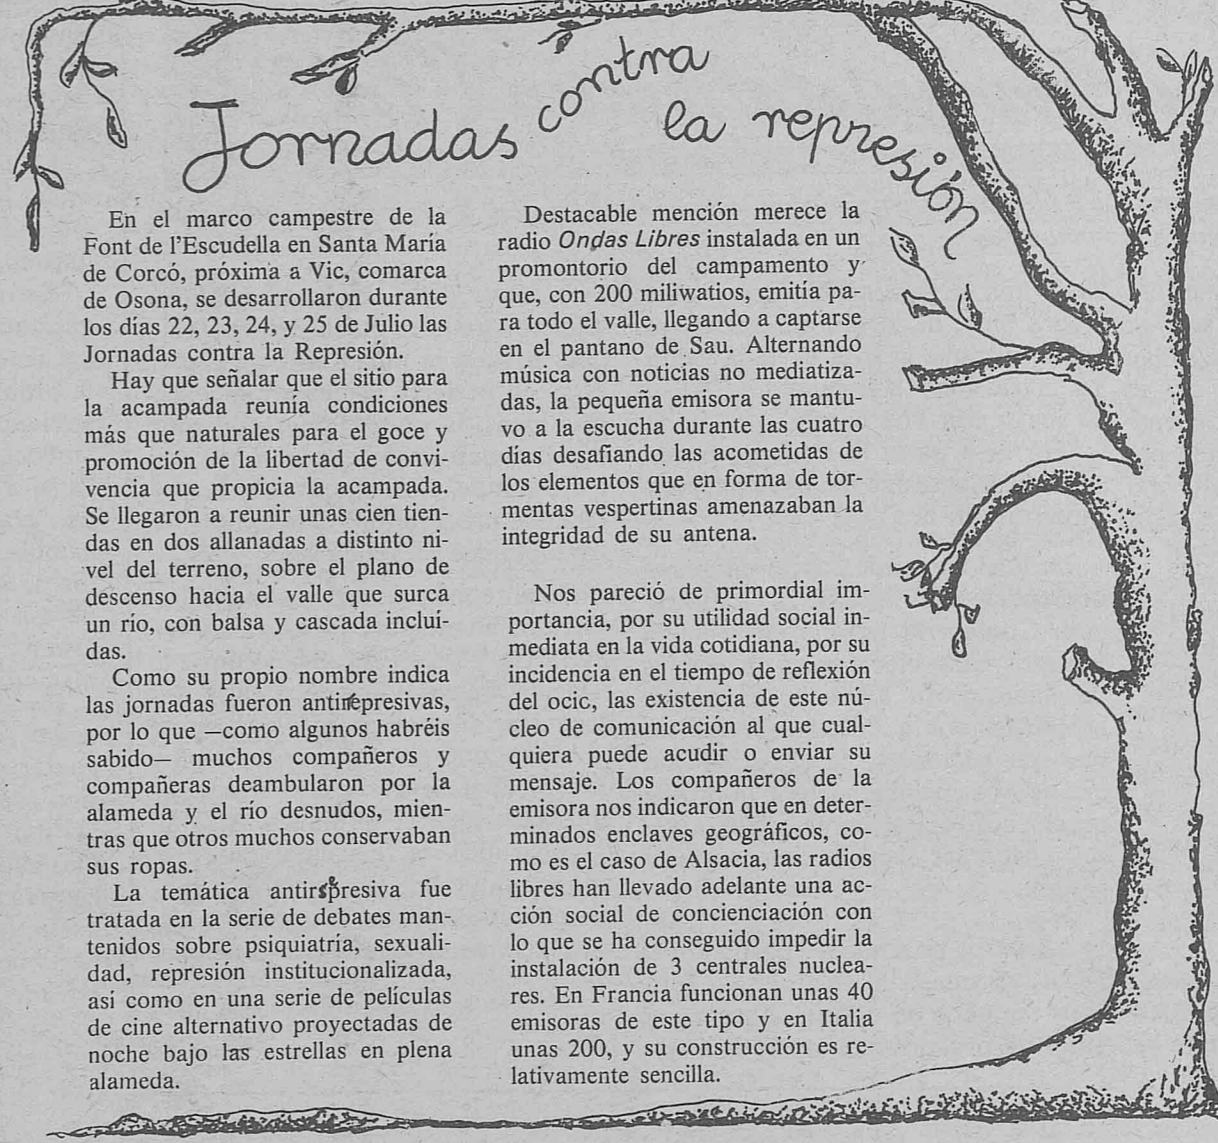 Jornadas contra
la represión
En el marco campestre de la
Font de l'Escudella en Santa María
de Corcó, próxima a Vic, comarca
de Osona, se desarrollaron durante
los días 22, 23, 24, y 25 de Julio las
Jornadas contra la Represión.
Hay que señalar que el sitio para
la acampada reunía condiciones
más que naturales para el goce y
promoción de la libertad de convi-
vencia que propicia la acampada.
Se llegaron a reunir unas cien tien-
das en dos allanadas a distinto ni-
vel del terreno, sobre el plano de
descenso hacia el valle que surca
un río, con balsa y cascada incluí-
das.
Como su propio nombre indica
las jornadas fueron antirrepresivas,
por lo que —como algunos habréis
sabido— muchos compañeros y
compañeras deambularon por la
alameda y el río desnudos, mien-
tras que otros muchos conservaban
sus ropas.
La temática antirepresiva fue
tratada en la serie de debates man-
tenidos sobre psiquiatría, sexuali-
dad, represión institucionalizada,
así como en una serie de películas
de cine alternativo proyectadas de
noche bajo las estrellas en plena
alameda.
Destacable mención merece la
radio Ondas Libres instalada en un
promontorio del campamento y
que, con 200 miliwatios, emitía pa-
ra todo el valle, llegando a captarse
en el pantano de Sau. Alternando
música con noticias no mediatiza-
das, la pequeña emisora se mantu-
vo a la escucha durante las cuatro
días desafiando las acometidas de
los elementos que en forma de tor-
mentas vespertinas amenazaban la
integridad de su antena.
Nos pareció de primordial im-
portancia, por su utilidad social in-
mediata en la vida cotidiana, por su
incidencia en el tiempo de reflexión
del ocic, las existencia de este nú-
cleo de comunicación al que cual-
quiera puede acudir o enviar su
mensaje. Los compañeros de la
emisora nos indicaron que en deter-
minados enclaves geográficos, co-
mo es el caso de Alsacia, las radios
libres han llevado adelante una ac-
ción social de concienciación con
lo que se ha conseguido impedir la
instalación de 3 centrales nuclea-
res. En Francia funcionan unas 40
emisoras de este tipo y en Italia
unas 200, y su construcción es re-
lativamente sencilla.